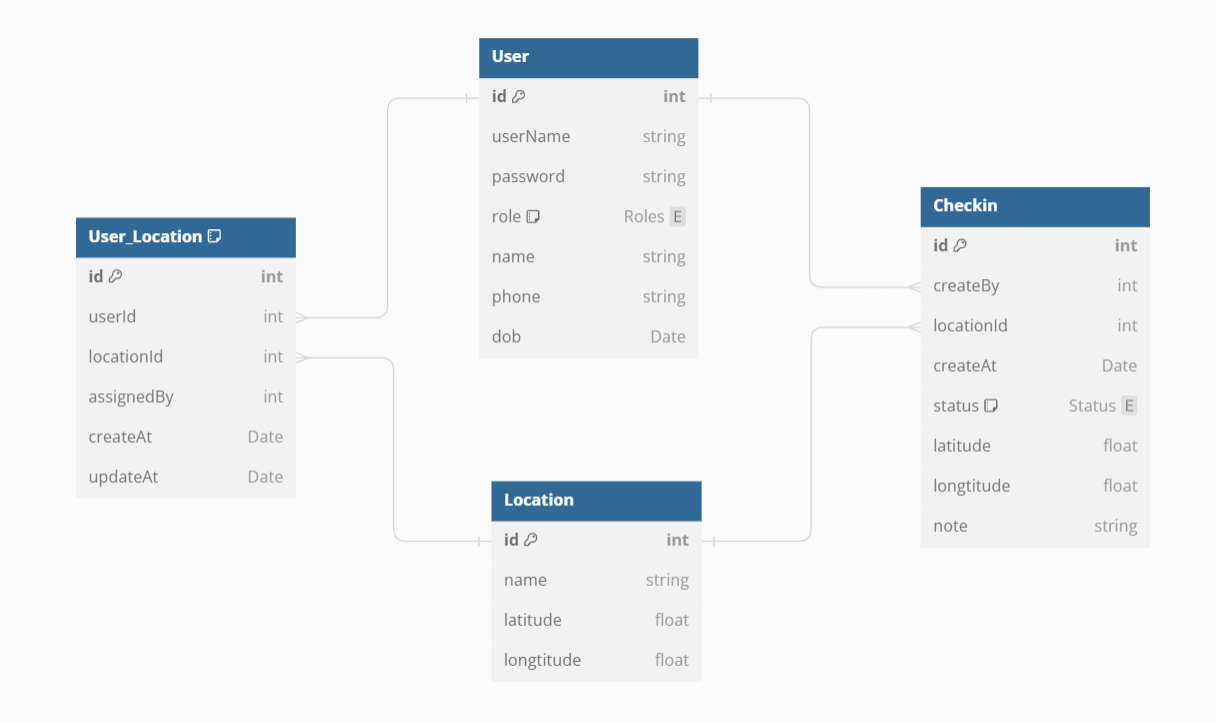 User
id int
userName string
password string
role Roles E
name string
phone string
dob Date
User_Location
id int
userId int
locationId int
assignedBy int
createAt Date
updateAt Date
Checkin
id int
createBy int
locationId int
createAt Date
status Status E
latitude float
longtitude float
note string
Location
id int
name string
latitude float
longtitude float